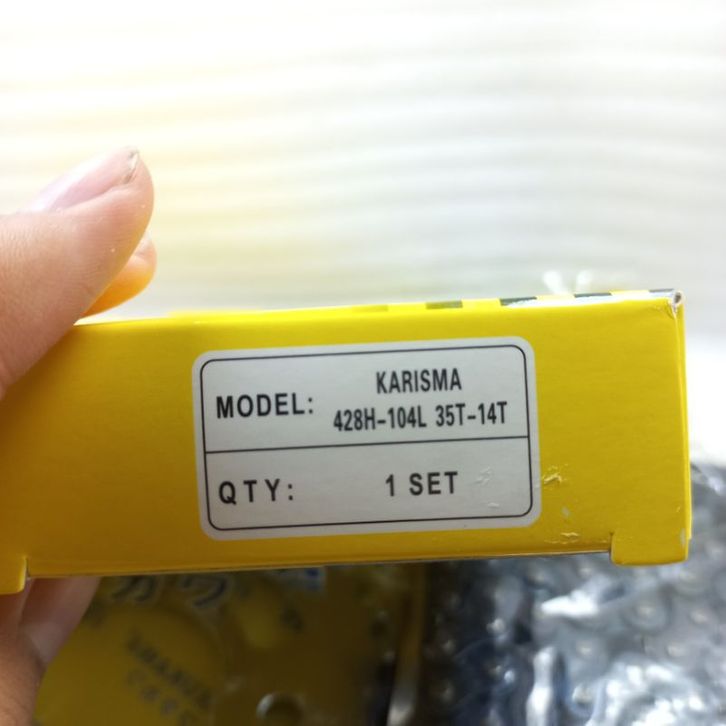 MODEL:
KARISMA
428H-104L 35T-14T
QTY: 1 SET